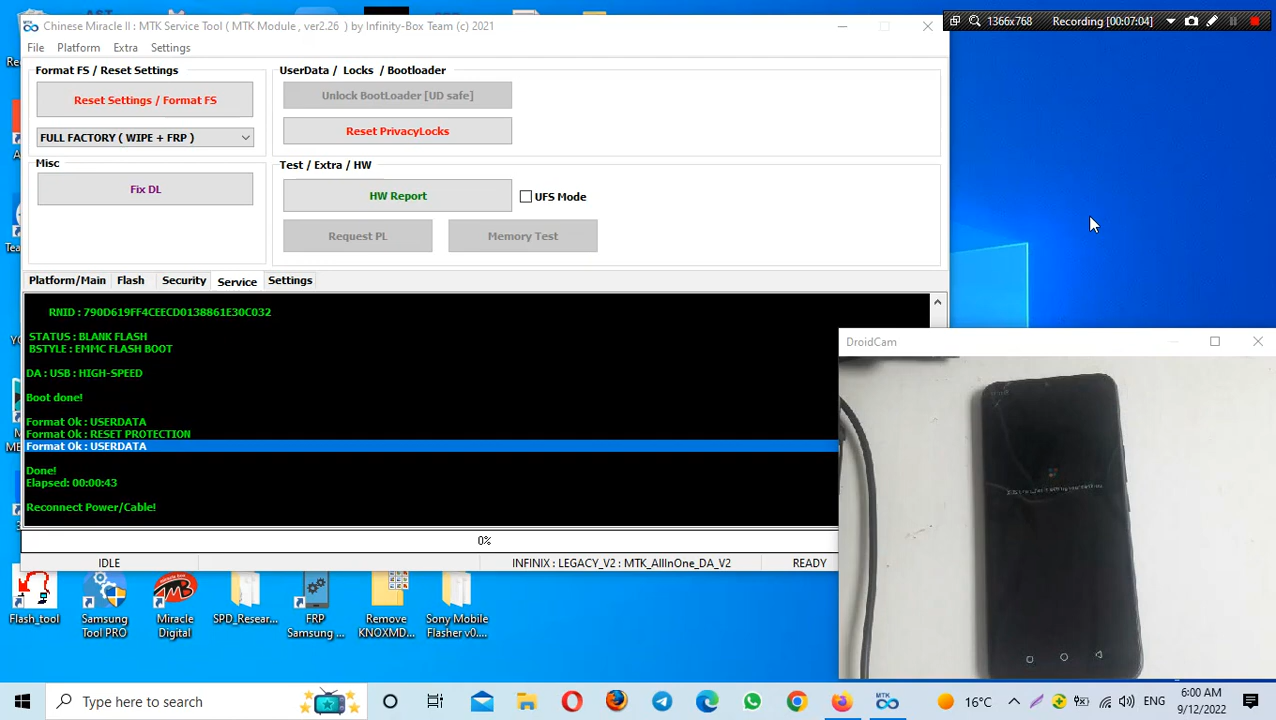 Chinese Miracle II : MTK Service Tool ( MTK Module , ver2.26 ) by Infinity-Box Team (c) 2021
1366x768
Recording [00:07:04]
File Platform Extra Settings
Format FS / Reset Settings
Reset Settings / Format FS
FULL FACTORY ( WIPE + FRP )
Misc
Fix DL
UserData / Locks / Bootloader
Unlock BootLoader [UD safe]
Reset PrivacyLocks
Test / Extra / HW
HW Report
UFS Mode
Request PL
Memory Test
Platform/Main Flash Security Service Settings
RNID : 790D619FF4CEECD0138861E30C032
STATUS : BLANK FLASH
BSTYLE : EMMC FLASH BOOT
DA : USB : HIGH-SPEED
Boot done!
Format Ok : USERDATA
Format Ok : RESET PROTECTION
Format Ok : USERDATA
Done!
Elapsed: 00:00:43
Reconnect Power/Cable!
0%
IDLE
INFINIX : LEGACY_V2 : MTK_AllInOne_DA_V2
READY
DroidCam
Flash_tool
Samsung Tool PRO
Miracle Digital
SPD_Resear...
FRP Samsung ...
Remove KNOXMD...
Sony Mobile Flasher v0....
Type here to search
MTK
16°C
ENG
6:00 AM
9/12/2022